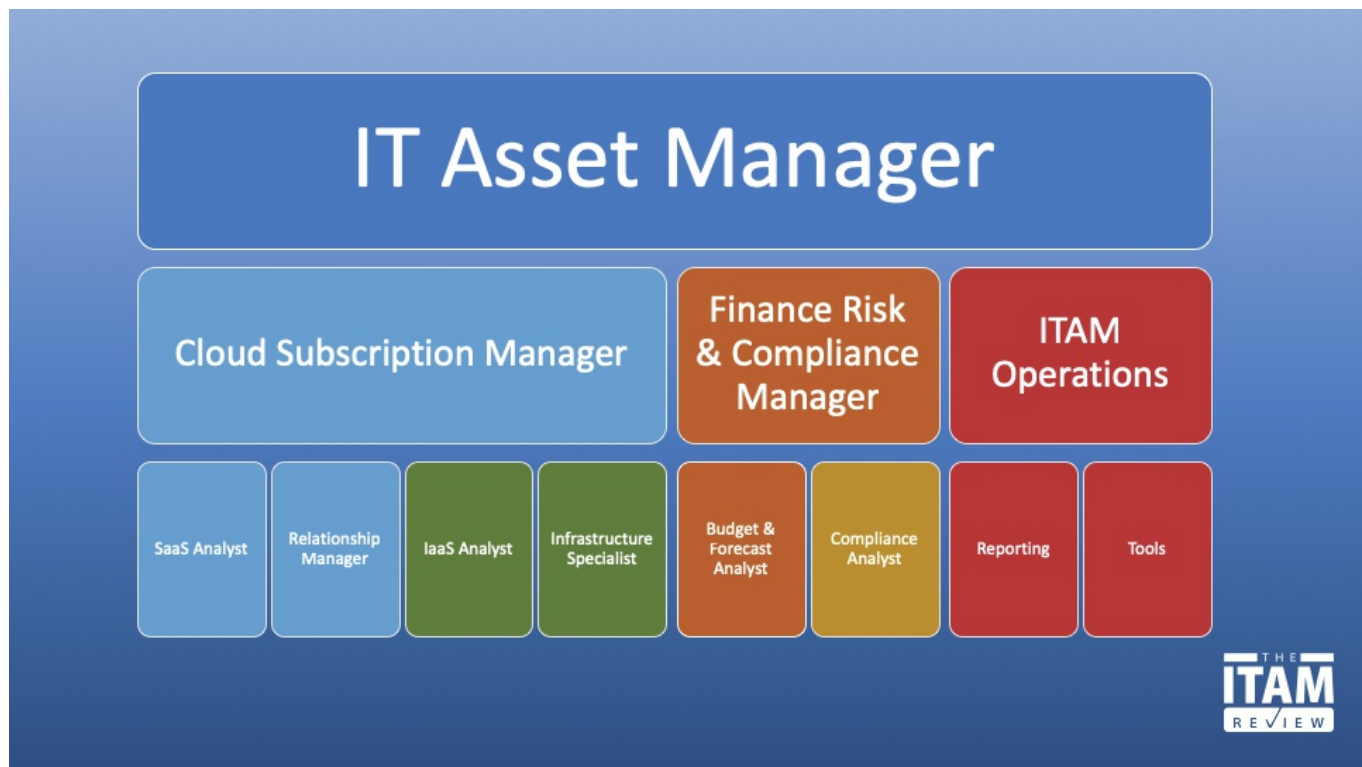 IT Asset Manager
Cloud Subscription Manager
Finance Risk
& Compliance
Manager
ITAM
Operations
SaaS Analyst
Relationship
Manager
IaaS Analyst
Infrastructure
Specialist
Budget &
Forecast
Analyst
Compliance
Analyst
Reporting
Tools
THE
ITAM
REVIEW